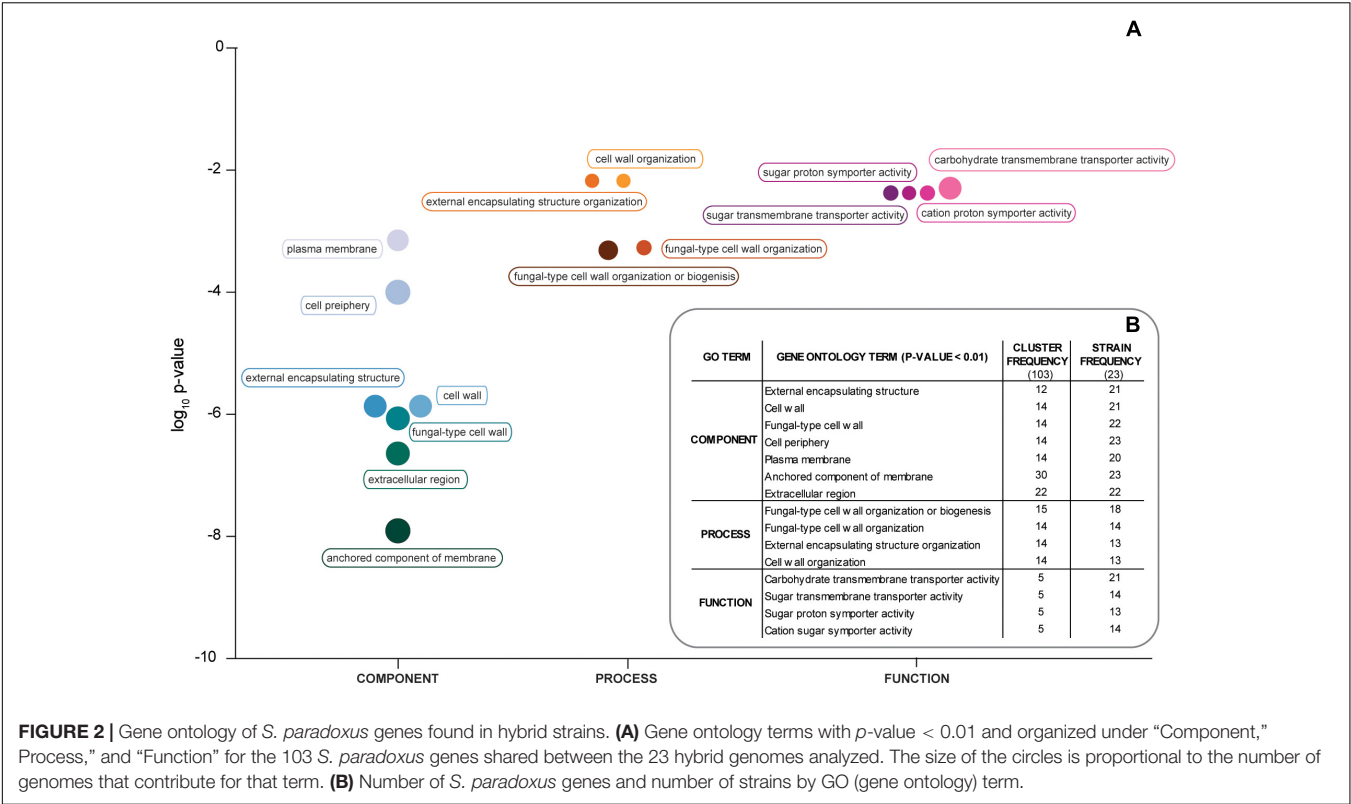 A
0
-2
-4
-6
-8
-10
log10 p-value
cell wall organization
external encapsulating structure organization
carbohydrate transmembrane transporter activity
sugar proton symporter activity
sugar transmembrane transporter activity
cation proton symporter activity
plasma membrane
fungal-type cell wall organization
fungal-type cell wall organization or biogenisis
cell preiphery
external encapsulating structure
cell wall
fungal-type cell wall
extracellular region
anchored component of membrane
COMPONENT PROCESS FUNCTION
B
GO TERM GENE ONTOLOGY TERM (P-VALUE < 0.01) CLUSTER FREQUENCY (103) STRAIN FREQUENCY (23)
COMPONENT
External encapsulating structure 12 21
Cell wall 14 21
Fungal-type cell wall 14 22
Cell periphery 14 23
Plasma membrane 14 20
Anchored component of membrane 30 23
Extracellular region 22 22
PROCESS
Fungal-type cell wall organization or biogenesis 15 18
Fungal-type cell wall organization 14 14
External encapsulating structure organization 14 13
Cell wall organization 14 13
FUNCTION
Carbohydrate transmembrane transporter activity 5 21
Sugar transmembrane transporter activity 5 14
Sugar proton symporter activity 5 13
Cation sugar symporter activity 5 14
FIGURE 2 | Gene ontology of S. paradoxus genes found in hybrid strains. (A) Gene ontology terms with p-value < 0.01 and organized under “Component,”
Process,” and “Function” for the 103 S. paradoxus genes shared between the 23 hybrid genomes analyzed. The size of the circles is proportional to the number of
genomes that contribute for that term. (B) Number of S. paradoxus genes and number of strains by GO (gene ontology) term.